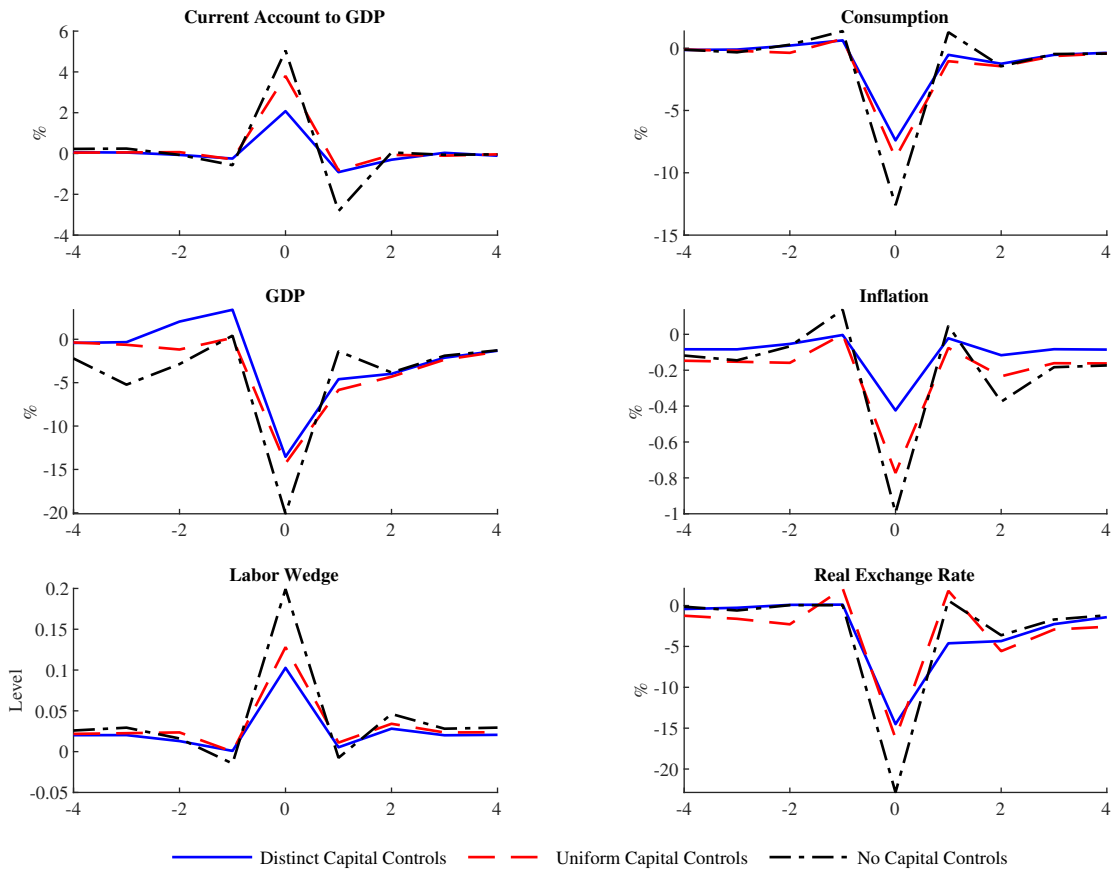 Current Account to GDP
6
4
2
0
-2
-4
%
-4 -2 0 2 4
Consumption
0
-5
-10
-15
%
-4 -2 0 2 4
GDP
0
-5
-10
-15
-20
%
-4 -2 0 2 4
Inflation
0
-0.2
-0.4
-0.6
-0.8
-1
%
-4 -2 0 2 4
Labor Wedge
0.2
0.15
0.1
0.05
0
-0.05
Level
-4 -2 0 2 4
Real Exchange Rate
0
-5
-10
-15
-20
%
-4 -2 0 2 4
Distinct Capital Controls Uniform Capital Controls No Capital Controls